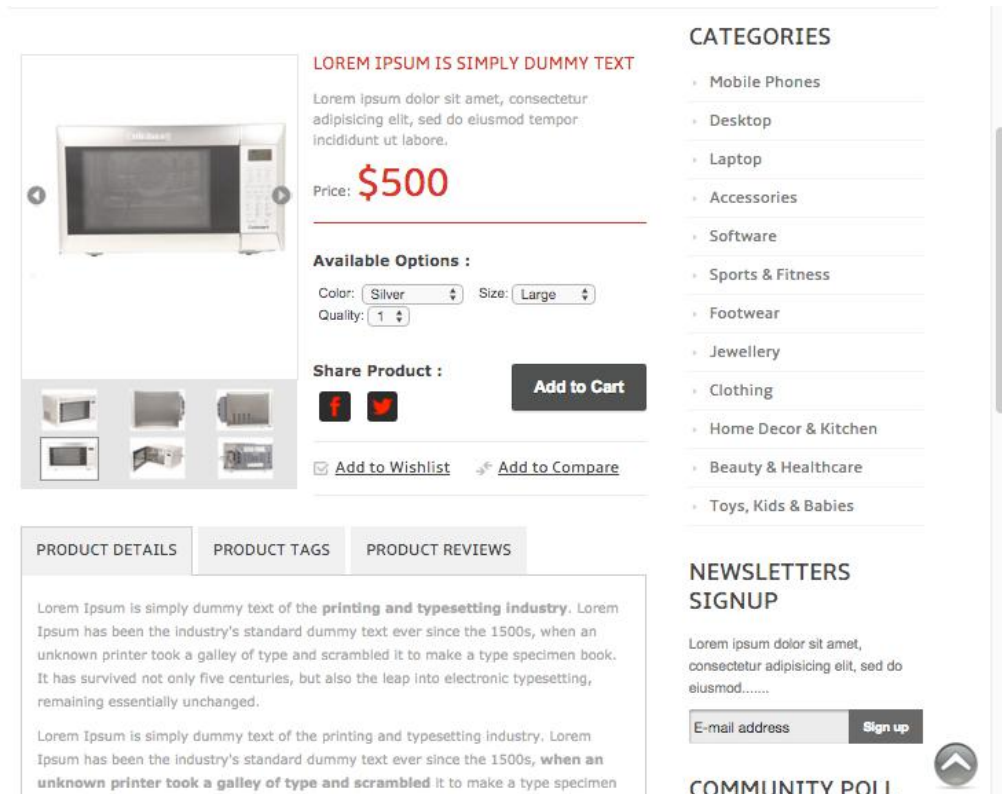 LOREM IPSUM IS SIMPLY DUMMY TEXT
Lorem ipsum dolor sit amet, consectetur
adipisicing elit, sed do eiusmod tempor
incididunt ut labore.
Price: $500
Available Options :
Color: Silver Size: Large
Quality: 1
Share Product :
Add to Cart
Add to Wishlist Add to Compare
PRODUCT DETAILS PRODUCT TAGS PRODUCT REVIEWS
Lorem Ipsum is simply dummy text of the printing and typesetting industry. Lorem
Ipsum has been the industry's standard dummy text ever since the 1500s, when an
unknown printer took a galley of type and scrambled it to make a type specimen book.
It has survived not only five centuries, but also the leap into electronic typesetting,
remaining essentially unchanged.
Lorem Ipsum is simply dummy text of the printing and typesetting industry. Lorem
Ipsum has been the industry's standard dummy text ever since the 1500s, when an
unknown printer took a galley of type and scrambled it to make a type specimen
CATEGORIES
Mobile Phones
Desktop
Laptop
Accessories
Software
Sports & Fitness
Footwear
Jewellery
Clothing
Home Decor & Kitchen
Beauty & Healthcare
Toys, Kids & Babies
NEWSLETTERS
SIGNUP
Lorem ipsum dolor sit amet,
consectetur adipisicing elit, sed do
eiusmod.......
E-mail address Sign up
COMMUNITY POLL